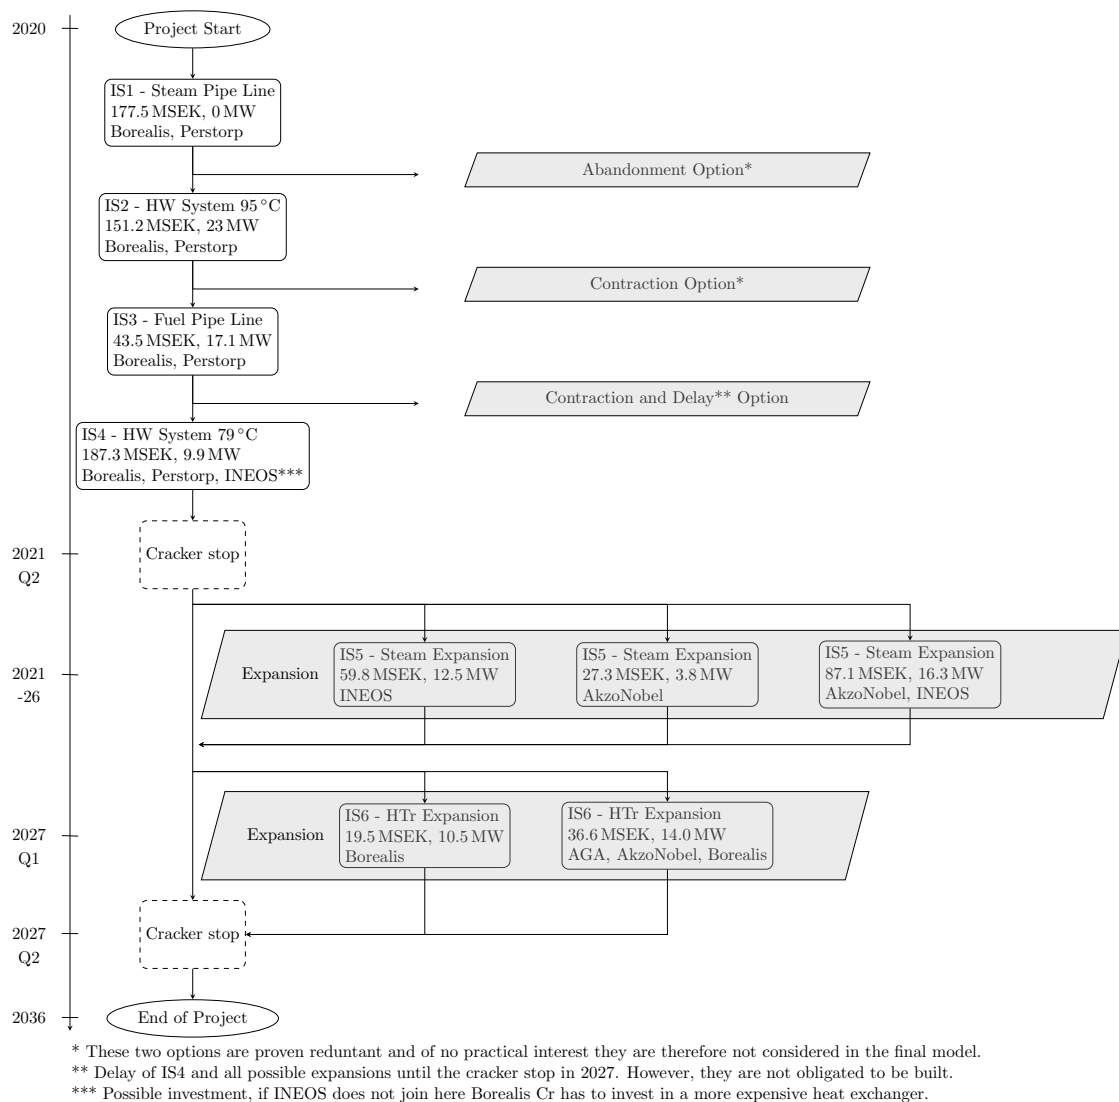 2020
Project Start
IS1 - Steam Pipe Line
177.5 MSEK, 0 MW
Borealis, Perstorp
Abandonment Option*
IS2 - HW System 95 °C
151.2 MSEK, 23 MW
Borealis, Perstorp
Contraction Option*
IS3 - Fuel Pipe Line
43.5 MSEK, 17.1 MW
Borealis, Perstorp
Contraction and Delay** Option
IS4 - HW System 79 °C
187.3 MSEK, 9.9 MW
Borealis, Perstorp, INEOS***
2021
Q2
Cracker stop
2021
-26
Expansion
IS5 - Steam Expansion
59.8 MSEK, 12.5 MW
INEOS
IS5 - Steam Expansion
27.3 MSEK, 3.8 MW
AkzoNobel
IS5 - Steam Expansion
87.1 MSEK, 16.3 MW
AkzoNobel, INEOS
2027
Q1
Expansion
IS6 - HTr Expansion
19.5 MSEK, 10.5 MW
Borealis
IS6 - HTr Expansion
36.6 MSEK, 14.0 MW
AGA, AkzoNobel, Borealis
2027
Q2
Cracker stop
2036
End of Project
* These two options are proven reduntant and of no practical interest they are therefore not considered in the final model.
** Delay of IS4 and all possible expansions until the cracker stop in 2027. However, they are not obligated to be built.
*** Possible investment, if INEOS does not join here Borealis Cr has to invest in a more expensive heat exchanger.